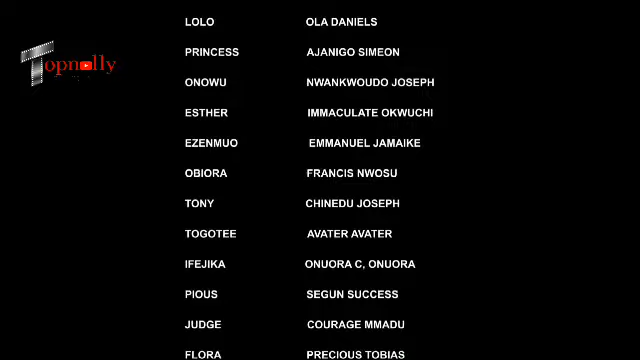 LOLO OLA DANIELS
PRINCESS AJANIGO SIMEON
Topnolly
ONOWU NWANKWOUDO JOSEPH
ESTHER IMMACULATE OKWUCHI
EZENMUO EMMANUEL JAMAIKE
OBIORA FRANCIS NWOSU
TONY CHINEDU JOSEPH
TOGOTEE AVATER AVATER
IFEJIKA ONUORA C, ONUORA
PIOUS SEGUN SUCCESS
JUDGE COURAGE MMADU
FLORA PRECIOUS TOBIAS